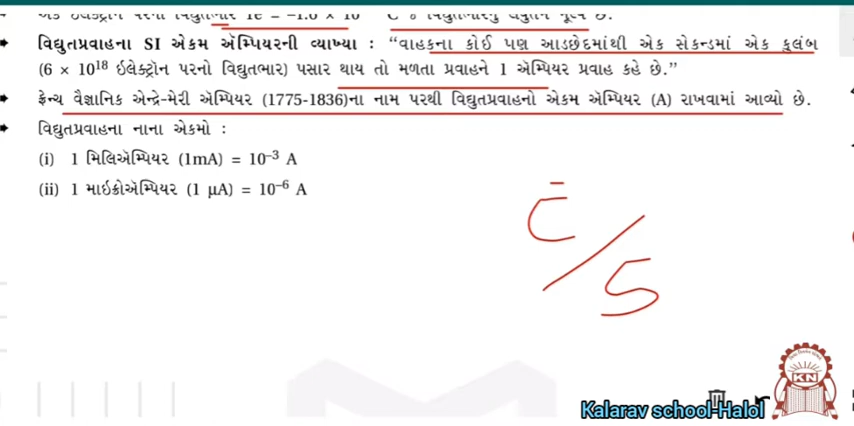 વિદ્યુતપ્રવાહના SI એકમ ઍમ્પિયરની વ્યાખ્યા : “વાહકના કોઈ પણ આડછેદમાંથી એક સેકન્ડમાં એક કુલંબ
(6 × 10¹⁸ ઇલેક્ટ્રૉન પરનો વિદ્યુતભાર) પસાર થાય તો મળતા પ્રવાહને 1 ઍમ્પિયર પ્રવાહ કહે છે.”
ફ્રેન્ચ વૈજ્ઞાનિક એન્દ્રે-મેરી ઍમ્પિયર (1775-1836)ના નામ પરથી વિદ્યુતપ્રવાહનો એકમ ઍમ્પિયર (A) રાખવામાં આવ્યો છે.
વિદ્યુતપ્રવાહના નાના એકમો :
(i) 1 મિલિઍમ્પિયર (1mA) = 10⁻³ A
(ii) 1 માઇક્રોઍમ્પિયર (1 μA) = 10⁻⁶ A
C/S
KN
Kalarav school-Halol